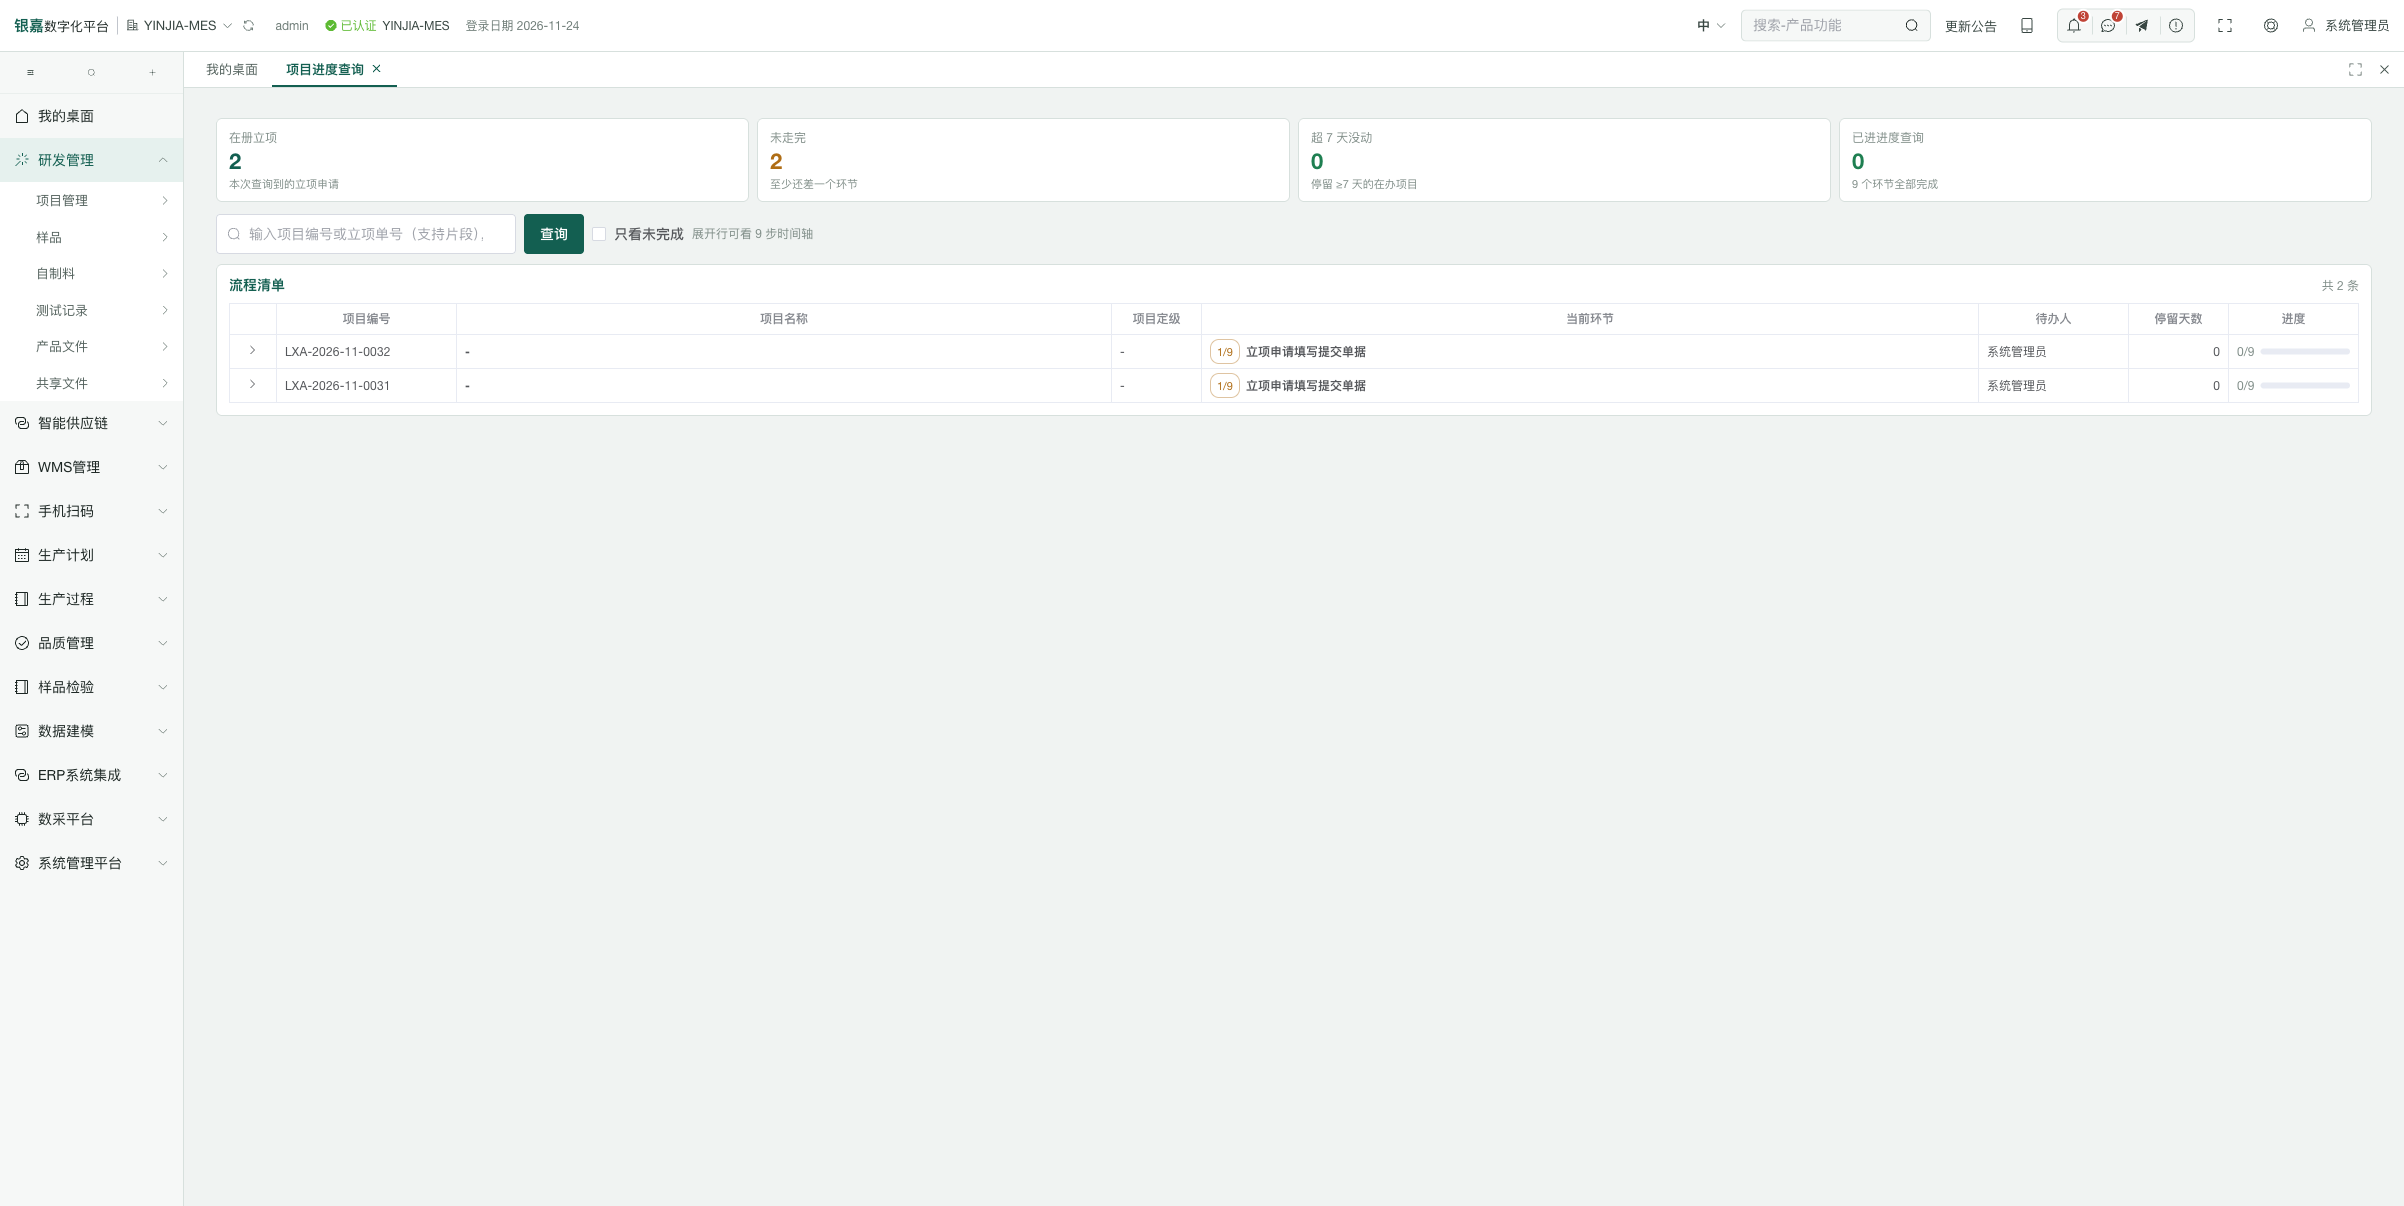 银嘉数字化平台 YINJIA-MES admin 已认证 YINJIA-MES 登录日期 2026-11-24 中 搜索-产品功能 更新公告 3 7 系统管理员
我的桌面 项目进度查询
我的桌面
研发管理
项目管理
样品
自制料
测试记录
产品文件
共享文件
智能供应链
WMS管理
手机扫码
生产计划
生产过程
品质管理
样品检验
数据建模
ERP系统集成
数采平台
系统管理平台
在册立项
2
本次查询到的立项申请
未走完
2
至少还差一个环节
超 7 天没动
0
停留 ≥7 天的在办项目
已进进度查询
0
9 个环节全部完成
输入项目编号或立项单号（支持片段）， 查询 只看未完成 展开行可看 9 步时间轴
流程清单 共 2 条
项目编号 项目名称 项目定级 当前环节 待办人 停留天数 进度
LXA-2026-11-0032 - - 1/9 立项申请填写提交单据 系统管理员 0 0/9
LXA-2026-11-0031 - - 1/9 立项申请填写提交单据 系统管理员 0 0/9